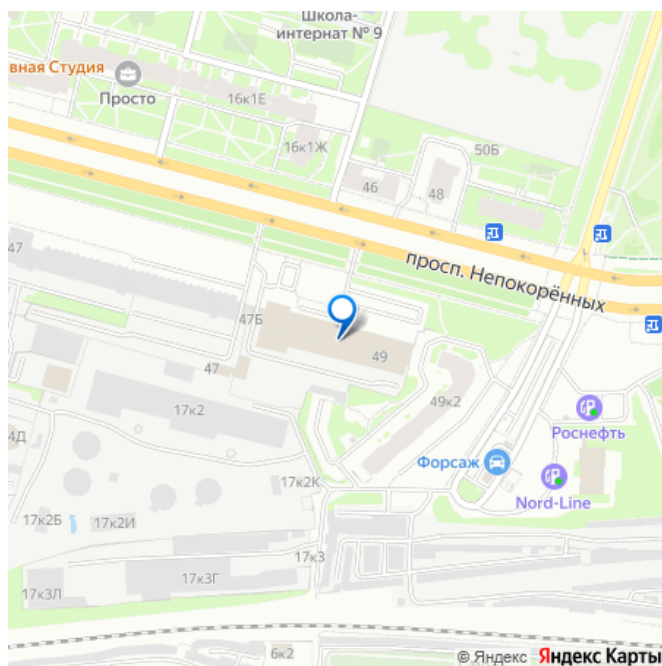 Школа-
интернат № 9
вная Студия
Просто
16к1Е
16к1Ж
50Б
46
48
просп. Непокорённых
47
47Б
49
47
49к2
17к2
Роснефть
4Д
Форсаж
17к2К
Nord-Line
17к2Б
17к2И
17к3
17к3Г
17к3Л
6к2
© Яндекс Яндекс Карты